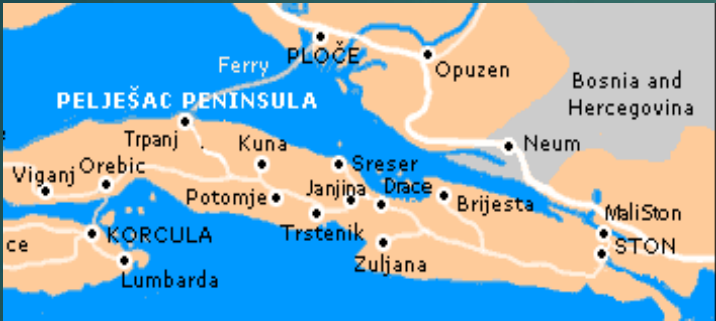 PLOČE
Ferry
Opuzen
Bosnia and
Hercegovina
PELJEŠAC PENINSULA
Trpanj
Kuna
Neum
Sreser
Viganj
Orebic
Potomje
Janjina
Drace
Brijesta
MaliSton
Trstenik
KORCULA
STON
ce
Zuljana
Lumbarda